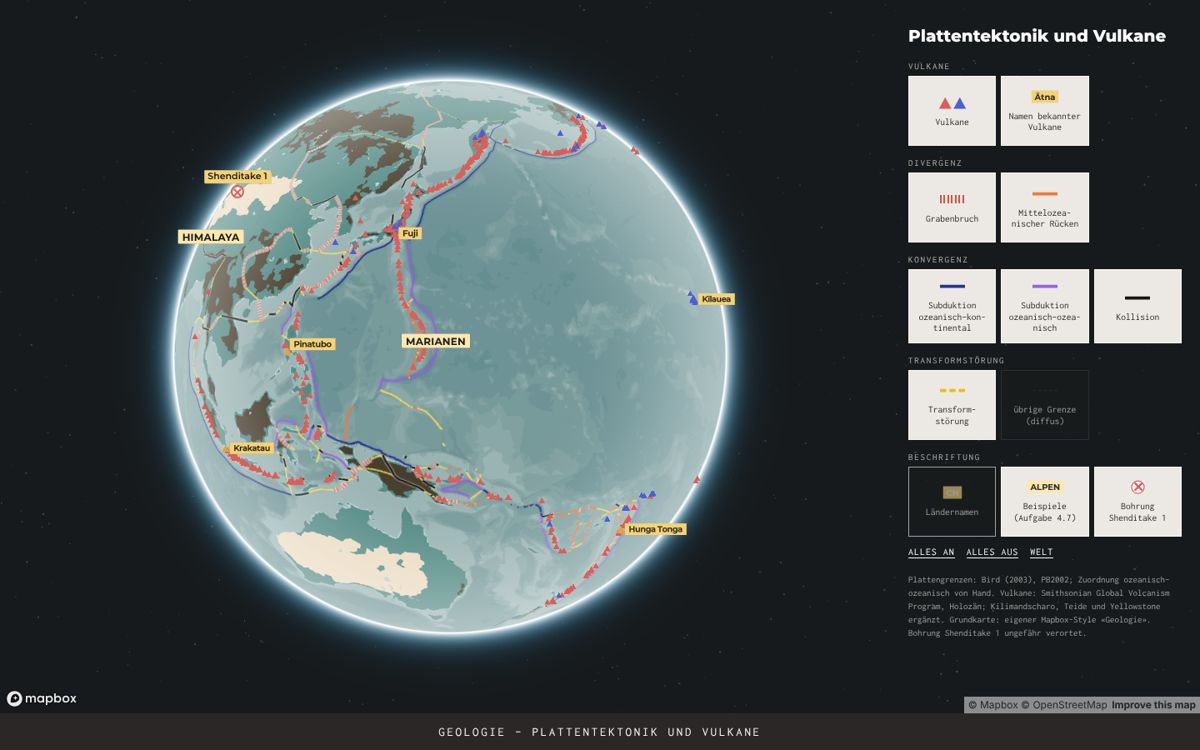 Plattentektonik und Vulkane
VULKANE
Vulkane
Ätna
Namen bekannter
Vulkane
DIVERGENZ
Grabenbruch
Mittelozea-
nischer Rücken
KONVERGENZ
Subduktion
ozeanisch-kon-
tinental
Subduktion
ozeanisch-ozea-
nisch
Kollision
TRANSFORMSTÖRUNG
Transform-
störung
übrige Grenze
(diffus)
BESCHRIFTUNG
CH
Ländernamen
ALPEN
Beispiele
(Aufgabe 4.7)
Bohrung
Shenditake 1
ALLES AN ALLES AUS WELT
Plattengrenzen: Bird (2003), PB2002; Zuordnung ozeanisch-
ozeanisch von Hand. Vulkane: Smithsonian Global Volcanism
Program, Holozän; Kilimandscharo, Teide und Yellowstone
ergänzt. Grundkarte: eigener Mapbox-Style «Geologie».
Bohrung Shenditake 1 ungefähr verortet.
Shenditake 1
HIMALAYA
Fuji
Kīlauea
MARIANEN
Pinatubo
Krakatau
Hunga Tonga
mapbox
© Mapbox © OpenStreetMap Improve this map
GEOLOGIE – PLATTENTEKTONIK UND VULKANE